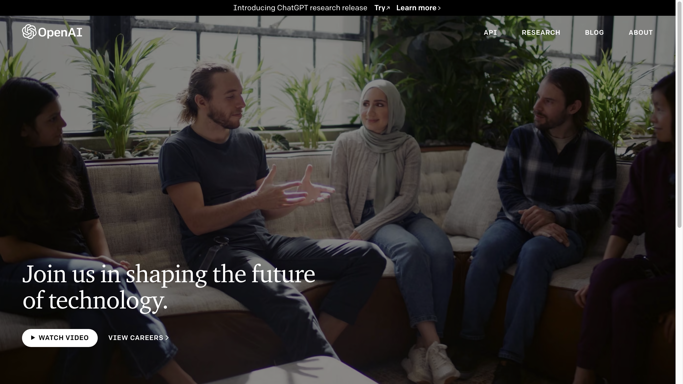 Introducing ChatGPT research release Try↗ Learn more ›
OpenAI
API RESEARCH BLOG ABOUT
Join us in shaping the future
of technology.
▶ WATCH VIDEO VIEW CAREERS ›